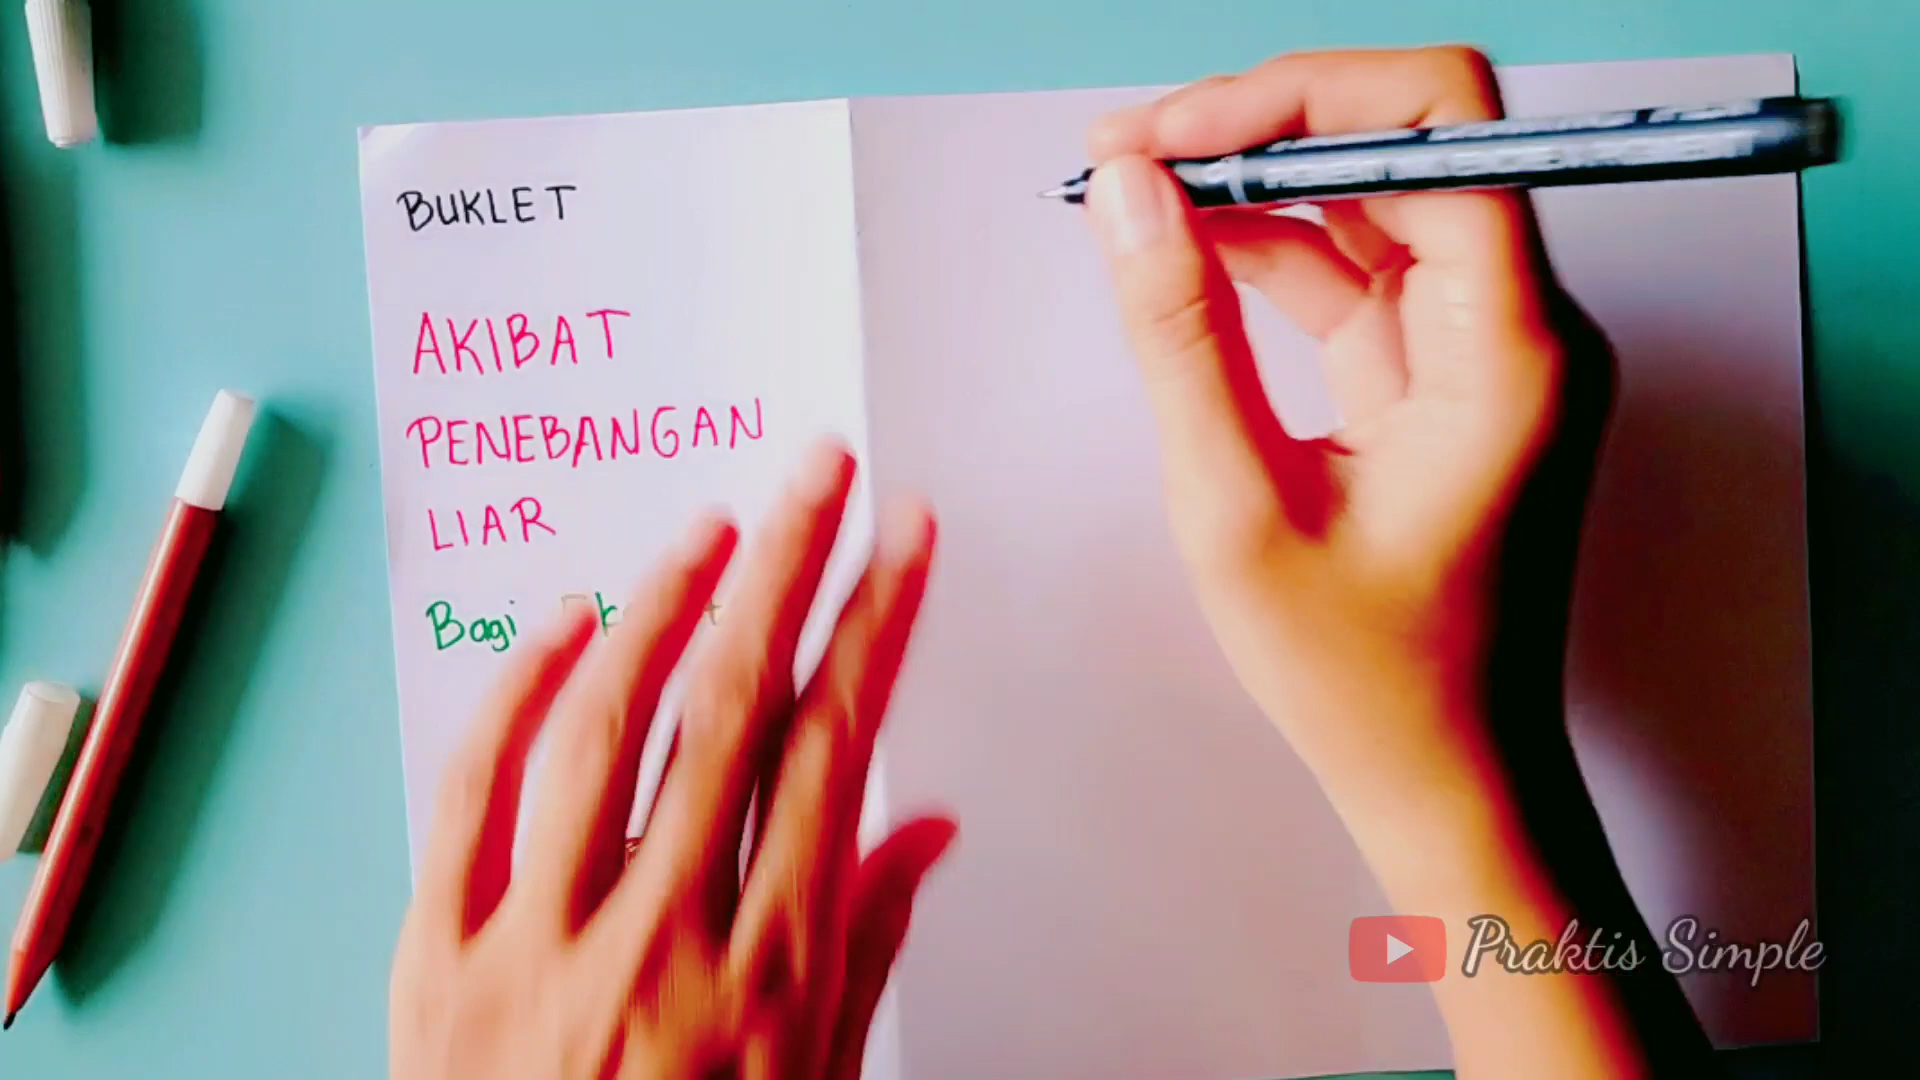 BUKLET
AKIBAT
PENEBANGAN
LIAR
Bagi
Praktis Simple